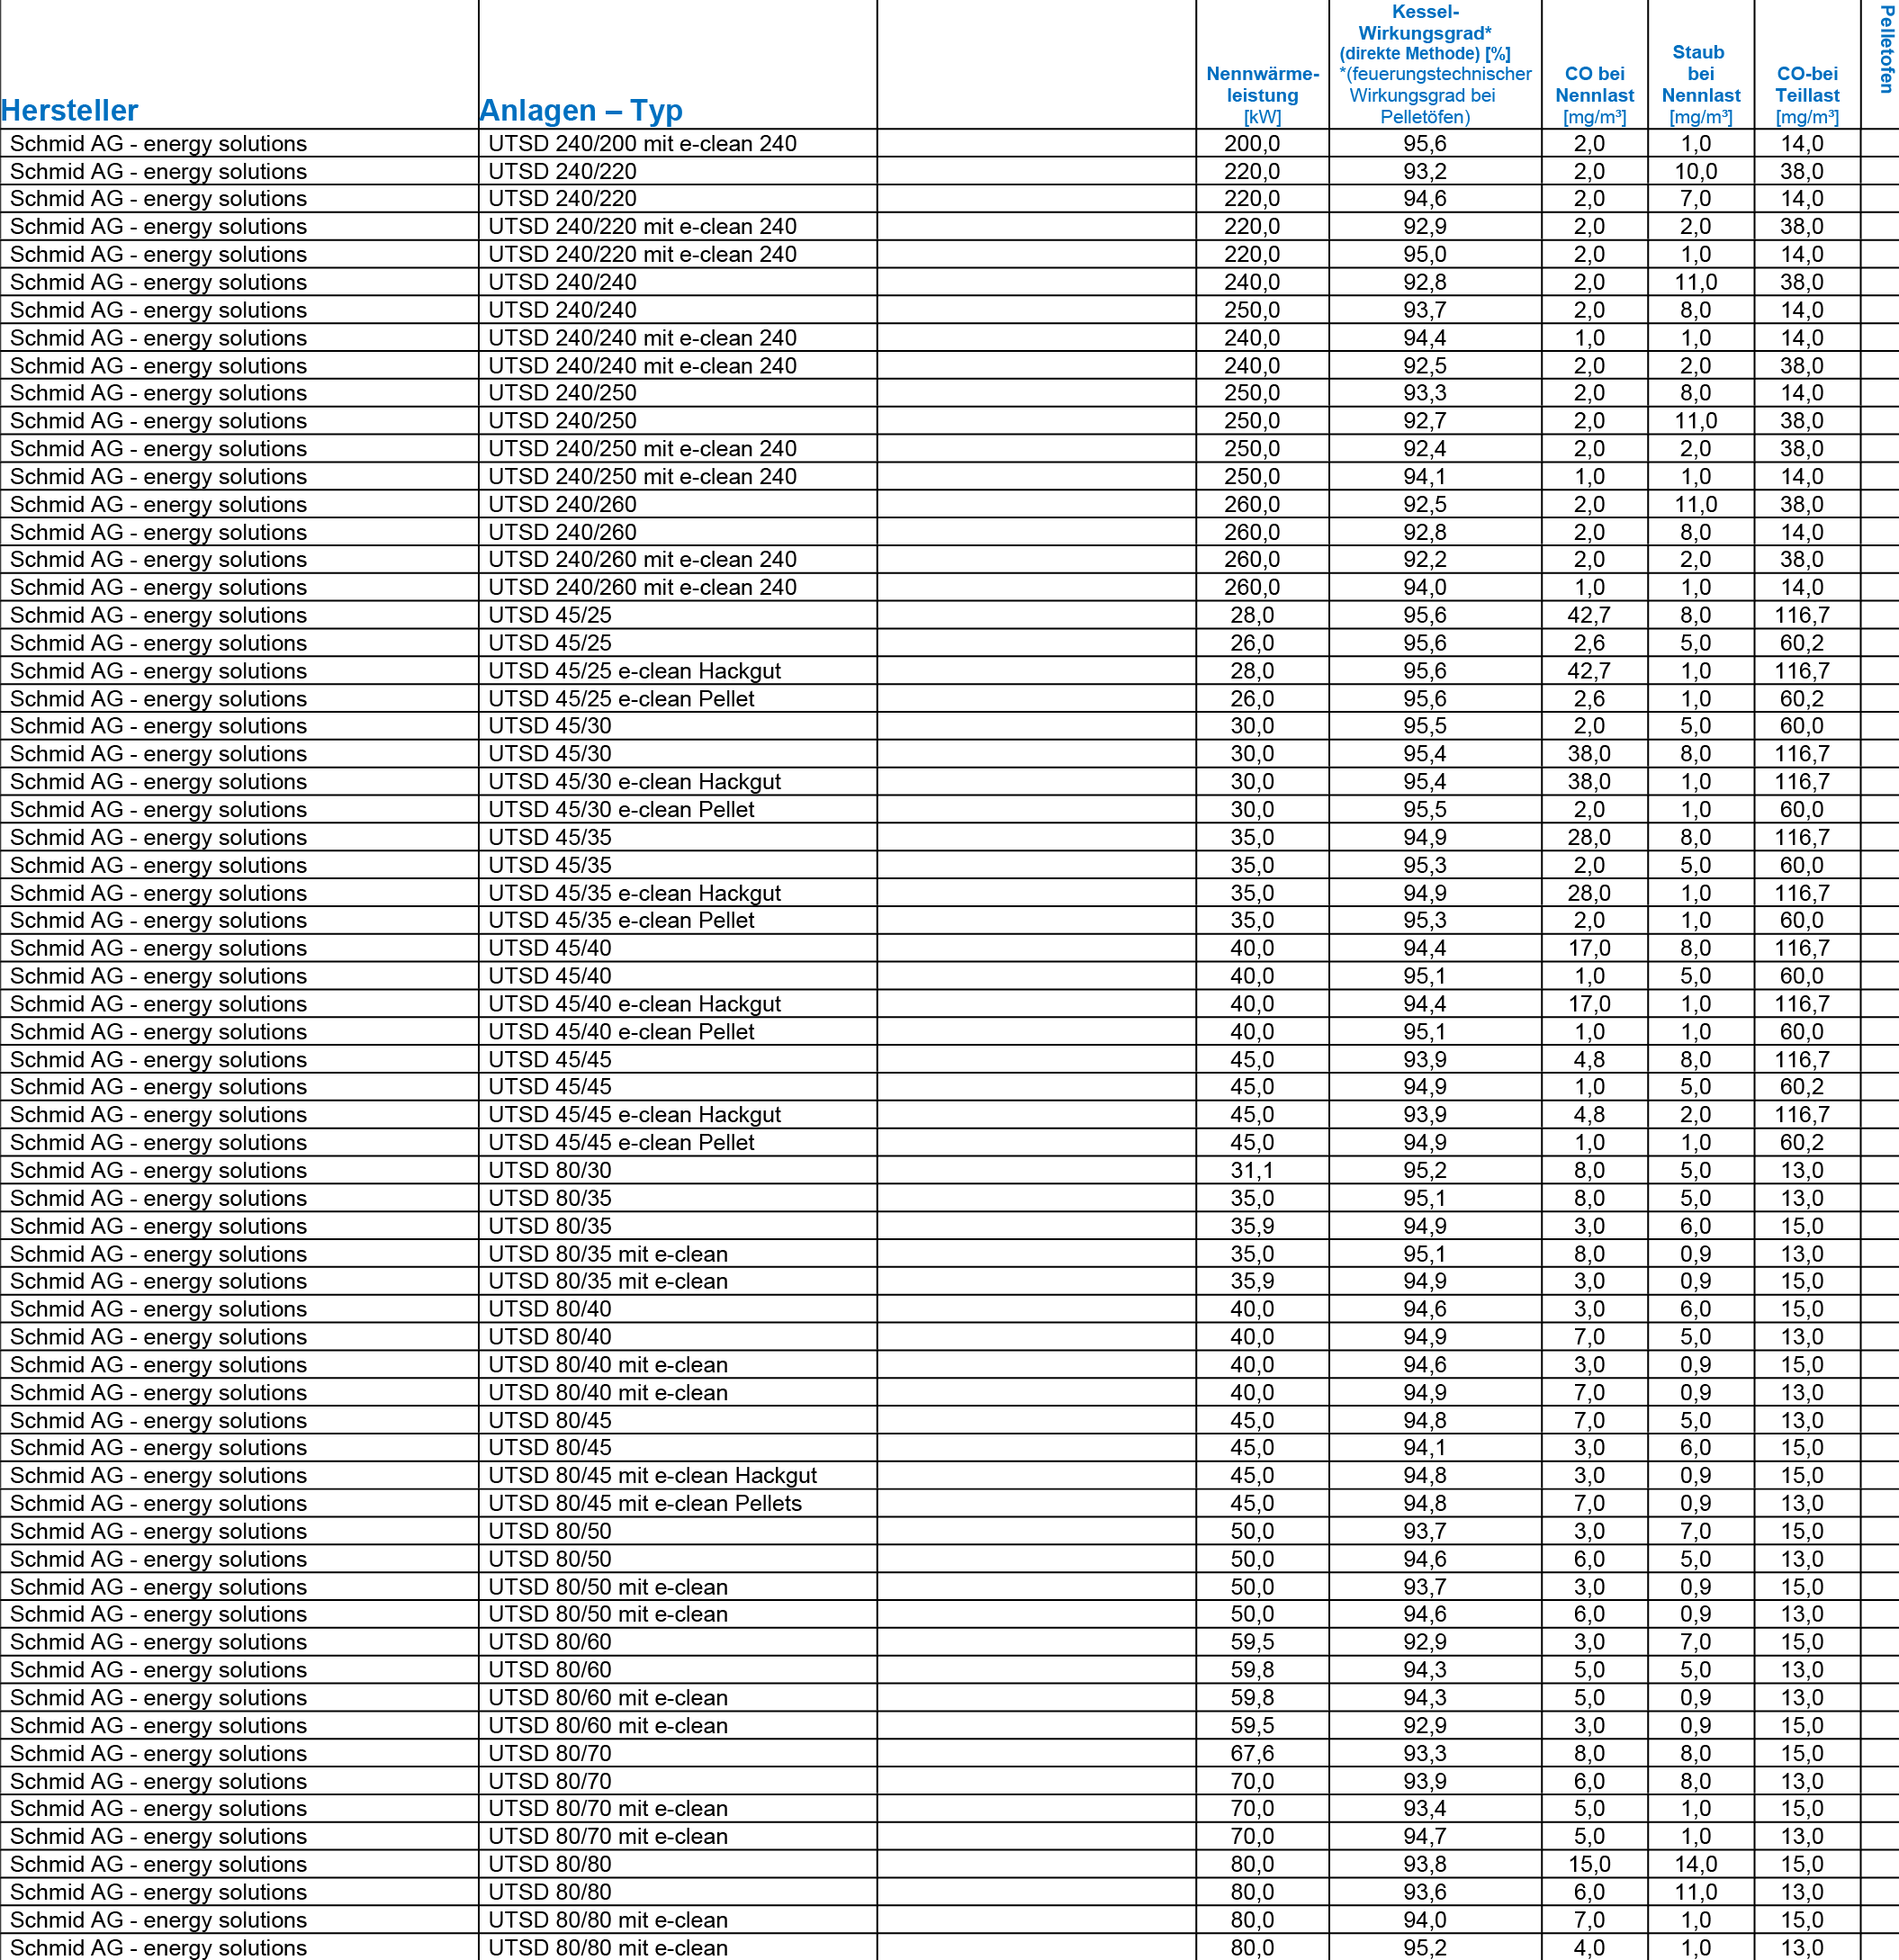 Hersteller Anlagen – Typ Nennwärme-leistung [kW] Kessel-Wirkungsgrad* (direkte Methode) [%] *(feuerungstechnischer Wirkungsgrad bei Pelletöfen) CO bei Nennlast [mg/m³] Staub bei Nennlast [mg/m³] CO-bei Teillast [mg/m³] Pelletofen
Schmid AG - energy solutions UTSD 240/200 mit e-clean 240 200,0 95,6 2,0 1,0 14,0
Schmid AG - energy solutions UTSD 240/220 220,0 93,2 2,0 10,0 38,0
Schmid AG - energy solutions UTSD 240/220 220,0 94,6 2,0 7,0 14,0
Schmid AG - energy solutions UTSD 240/220 mit e-clean 240 220,0 92,9 2,0 2,0 38,0
Schmid AG - energy solutions UTSD 240/220 mit e-clean 240 220,0 95,0 2,0 1,0 14,0
Schmid AG - energy solutions UTSD 240/240 240,0 92,8 2,0 11,0 38,0
Schmid AG - energy solutions UTSD 240/240 250,0 93,7 2,0 8,0 14,0
Schmid AG - energy solutions UTSD 240/240 mit e-clean 240 240,0 94,4 1,0 1,0 14,0
Schmid AG - energy solutions UTSD 240/240 mit e-clean 240 240,0 92,5 2,0 2,0 38,0
Schmid AG - energy solutions UTSD 240/250 250,0 93,3 2,0 8,0 14,0
Schmid AG - energy solutions UTSD 240/250 250,0 92,7 2,0 11,0 38,0
Schmid AG - energy solutions UTSD 240/250 mit e-clean 240 250,0 92,4 2,0 2,0 38,0
Schmid AG - energy solutions UTSD 240/250 mit e-clean 240 250,0 94,1 1,0 1,0 14,0
Schmid AG - energy solutions UTSD 240/260 260,0 92,5 2,0 11,0 38,0
Schmid AG - energy solutions UTSD 240/260 260,0 92,8 2,0 8,0 14,0
Schmid AG - energy solutions UTSD 240/260 mit e-clean 240 260,0 92,2 2,0 2,0 38,0
Schmid AG - energy solutions UTSD 240/260 mit e-clean 240 260,0 94,0 1,0 1,0 14,0
Schmid AG - energy solutions UTSD 45/25 28,0 95,6 42,7 8,0 116,7
Schmid AG - energy solutions UTSD 45/25 26,0 95,6 2,6 5,0 60,2
Schmid AG - energy solutions UTSD 45/25 e-clean Hackgut 28,0 95,6 42,7 1,0 116,7
Schmid AG - energy solutions UTSD 45/25 e-clean Pellet 26,0 95,6 2,6 1,0 60,2
Schmid AG - energy solutions UTSD 45/30 30,0 95,5 2,0 5,0 60,0
Schmid AG - energy solutions UTSD 45/30 30,0 95,4 38,0 8,0 116,7
Schmid AG - energy solutions UTSD 45/30 e-clean Hackgut 30,0 95,4 38,0 1,0 116,7
Schmid AG - energy solutions UTSD 45/30 e-clean Pellet 30,0 95,5 2,0 1,0 60,0
Schmid AG - energy solutions UTSD 45/35 35,0 94,9 28,0 8,0 116,7
Schmid AG - energy solutions UTSD 45/35 35,0 95,3 2,0 5,0 60,0
Schmid AG - energy solutions UTSD 45/35 e-clean Hackgut 35,0 94,9 28,0 1,0 116,7
Schmid AG - energy solutions UTSD 45/35 e-clean Pellet 35,0 95,3 2,0 1,0 60,0
Schmid AG - energy solutions UTSD 45/40 40,0 94,4 17,0 8,0 116,7
Schmid AG - energy solutions UTSD 45/40 40,0 95,1 1,0 5,0 60,0
Schmid AG - energy solutions UTSD 45/40 e-clean Hackgut 40,0 94,4 17,0 1,0 116,7
Schmid AG - energy solutions UTSD 45/40 e-clean Pellet 40,0 95,1 1,0 1,0 60,0
Schmid AG - energy solutions UTSD 45/45 45,0 93,9 4,8 8,0 116,7
Schmid AG - energy solutions UTSD 45/45 45,0 94,9 1,0 5,0 60,2
Schmid AG - energy solutions UTSD 45/45 e-clean Hackgut 45,0 93,9 4,8 2,0 116,7
Schmid AG - energy solutions UTSD 45/45 e-clean Pellet 45,0 94,9 1,0 1,0 60,2
Schmid AG - energy solutions UTSD 80/30 31,1 95,2 8,0 5,0 13,0
Schmid AG - energy solutions UTSD 80/35 35,0 95,1 8,0 5,0 13,0
Schmid AG - energy solutions UTSD 80/35 35,9 94,9 3,0 6,0 15,0
Schmid AG - energy solutions UTSD 80/35 mit e-clean 35,0 95,1 8,0 0,9 13,0
Schmid AG - energy solutions UTSD 80/35 mit e-clean 35,9 94,9 3,0 0,9 15,0
Schmid AG - energy solutions UTSD 80/40 40,0 94,6 3,0 6,0 15,0
Schmid AG - energy solutions UTSD 80/40 40,0 94,9 7,0 5,0 13,0
Schmid AG - energy solutions UTSD 80/40 mit e-clean 40,0 94,6 3,0 0,9 15,0
Schmid AG - energy solutions UTSD 80/40 mit e-clean 40,0 94,9 7,0 0,9 13,0
Schmid AG - energy solutions UTSD 80/45 45,0 94,8 7,0 5,0 13,0
Schmid AG - energy solutions UTSD 80/45 45,0 94,1 3,0 6,0 15,0
Schmid AG - energy solutions UTSD 80/45 mit e-clean Hackgut 45,0 94,8 3,0 0,9 15,0
Schmid AG - energy solutions UTSD 80/45 mit e-clean Pellets 45,0 94,8 7,0 0,9 13,0
Schmid AG - energy solutions UTSD 80/50 50,0 93,7 3,0 7,0 15,0
Schmid AG - energy solutions UTSD 80/50 50,0 94,6 6,0 5,0 13,0
Schmid AG - energy solutions UTSD 80/50 mit e-clean 50,0 93,7 3,0 0,9 15,0
Schmid AG - energy solutions UTSD 80/50 mit e-clean 50,0 94,6 6,0 0,9 13,0
Schmid AG - energy solutions UTSD 80/60 59,5 92,9 3,0 7,0 15,0
Schmid AG - energy solutions UTSD 80/60 59,8 94,3 5,0 5,0 13,0
Schmid AG - energy solutions UTSD 80/60 mit e-clean 59,8 94,3 5,0 0,9 13,0
Schmid AG - energy solutions UTSD 80/60 mit e-clean 59,5 92,9 3,0 0,9 15,0
Schmid AG - energy solutions UTSD 80/70 67,6 93,3 8,0 8,0 15,0
Schmid AG - energy solutions UTSD 80/70 70,0 93,9 6,0 8,0 13,0
Schmid AG - energy solutions UTSD 80/70 mit e-clean 70,0 93,4 5,0 1,0 15,0
Schmid AG - energy solutions UTSD 80/70 mit e-clean 70,0 94,7 5,0 1,0 13,0
Schmid AG - energy solutions UTSD 80/80 80,0 93,8 15,0 14,0 15,0
Schmid AG - energy solutions UTSD 80/80 80,0 93,6 6,0 11,0 13,0
Schmid AG - energy solutions UTSD 80/80 mit e-clean 80,0 94,0 7,0 1,0 15,0
Schmid AG - energy solutions UTSD 80/80 mit e-clean 80,0 95,2 4,0 1,0 13,0